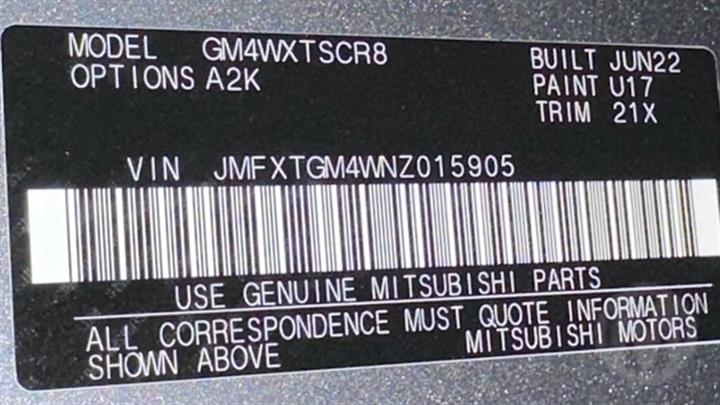 MODEL GM4WXTSCR8 BUILT JUN22
OPTIONS A2K PAINT U17
TRIM 21X
VIN JMFXTGM4WNZ015905
USE GENUINE MITSUBISHI PARTS
ALL CORRESPONDENCE MUST QUOTE INFORMATION
SHOWN ABOVE MITSUBISHI MOTORS